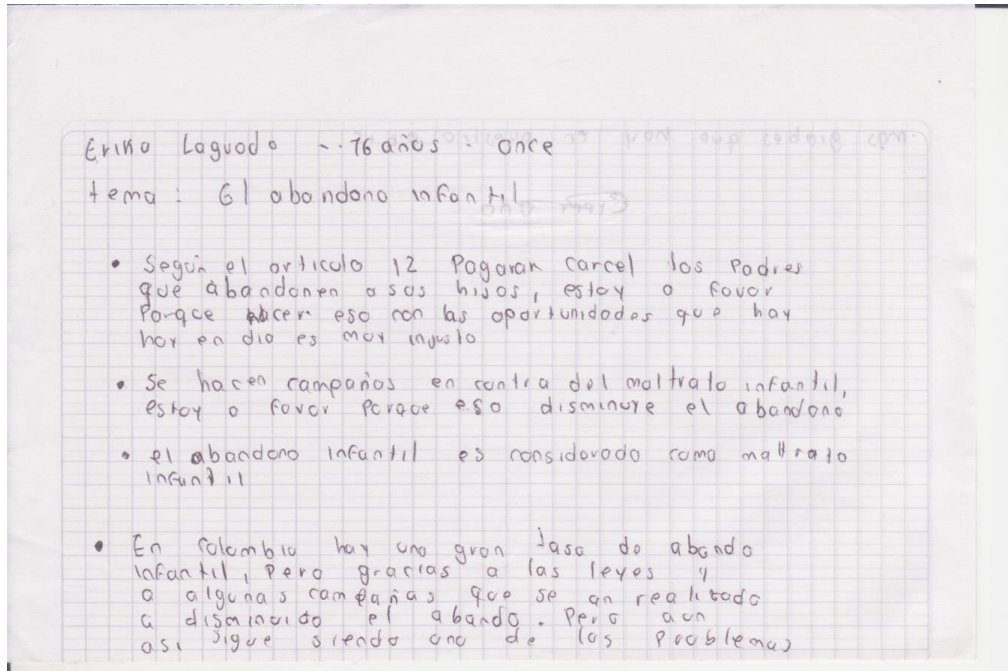 Erika Laguado -.. 16 años . once
tema : El abandono infantil
• Según el articulo 12 Pagaran carcel los Padres
que abandonen a sus hijos, estoy a favor
Porque hacer eso con las oportunidades que hay
hoy en dia es muy injusto
• Se hacen campañas en contra del maltrato infantil,
estoy a favor Porque eso disminuye el abandono
• el abandono infantil es considerado como maltrato
infantil
• En Colombia hay una gran tasa de abando
infantil, Pero gracias a las leyes y
a algunas campañas que se an realizado
a disminuido el abando. Pero aun
asi sigue siendo uno de los Problemas